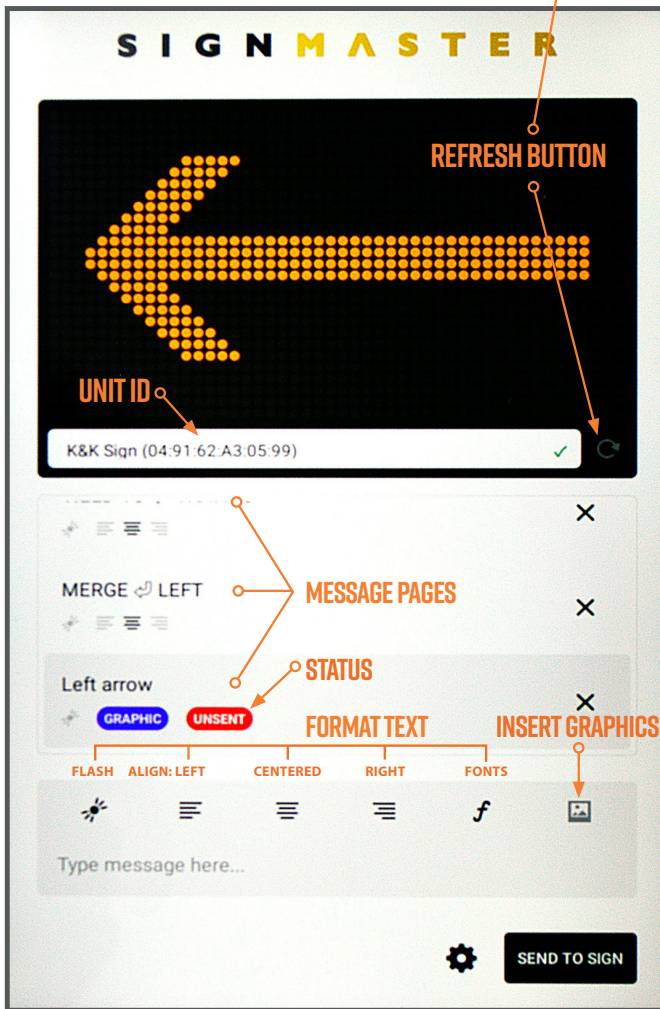 SIGNMASTER
REFRESH BUTTON
UNIT ID
K&K Sign (04:91:62:A3:05:99)
MERGE ⏎ LEFT
MESSAGE PAGES
STATUS
Left arrow
GRAPHIC UNSENT
FORMAT TEXT
INSERT GRAPHICS
FLASH ALIGN: LEFT CENTERED RIGHT FONTS
Type message here...
SEND TO SIGN